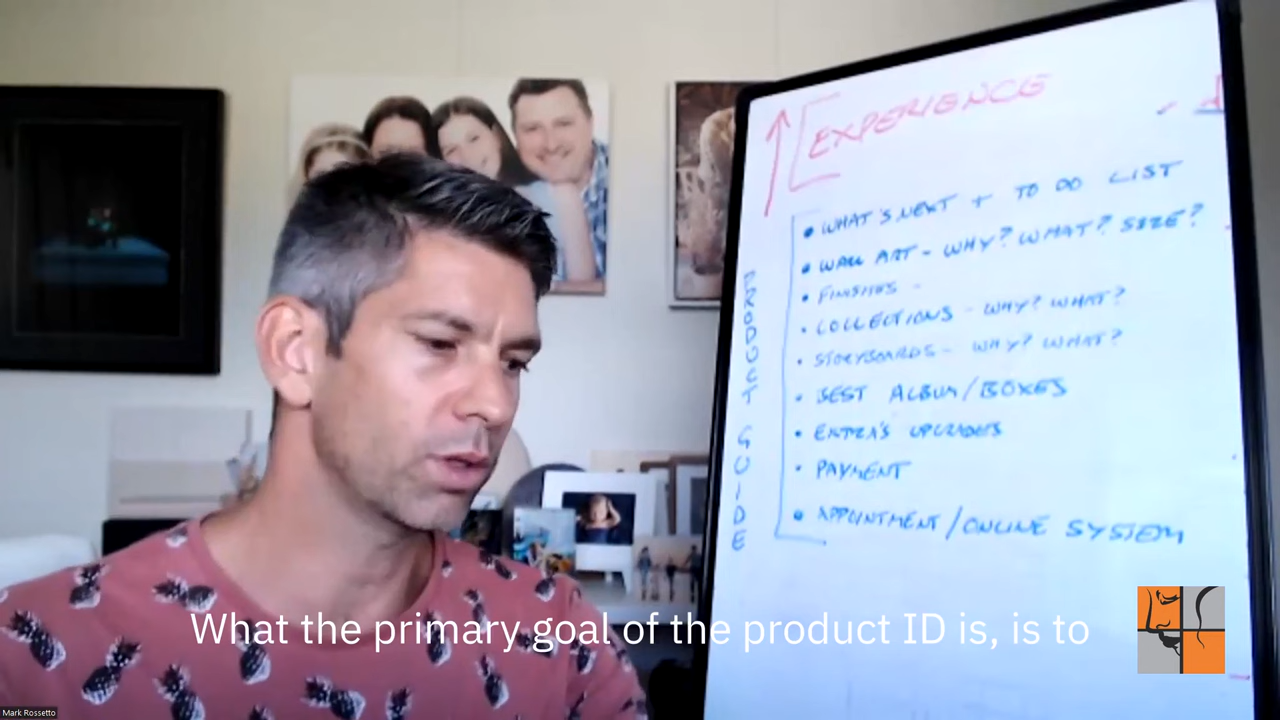 EXPERIENCE
PRODUCT GUIDE
• WHAT'S NEXT + TO DO LIST
• WALL ART - WHY? WHAT? SIZE?
• FINISHES -
• COLLECTIONS - WHY? WHAT?
• STORYBOARDS - WHY? WHAT?
• BEST ALBUM/BOXES
• EXTRA'S UPGRADES
• PAYMENT
• APPOINTMENT/ONLINE SYSTEM
What the primary goal of the product ID is, is to
Mark Rossetto